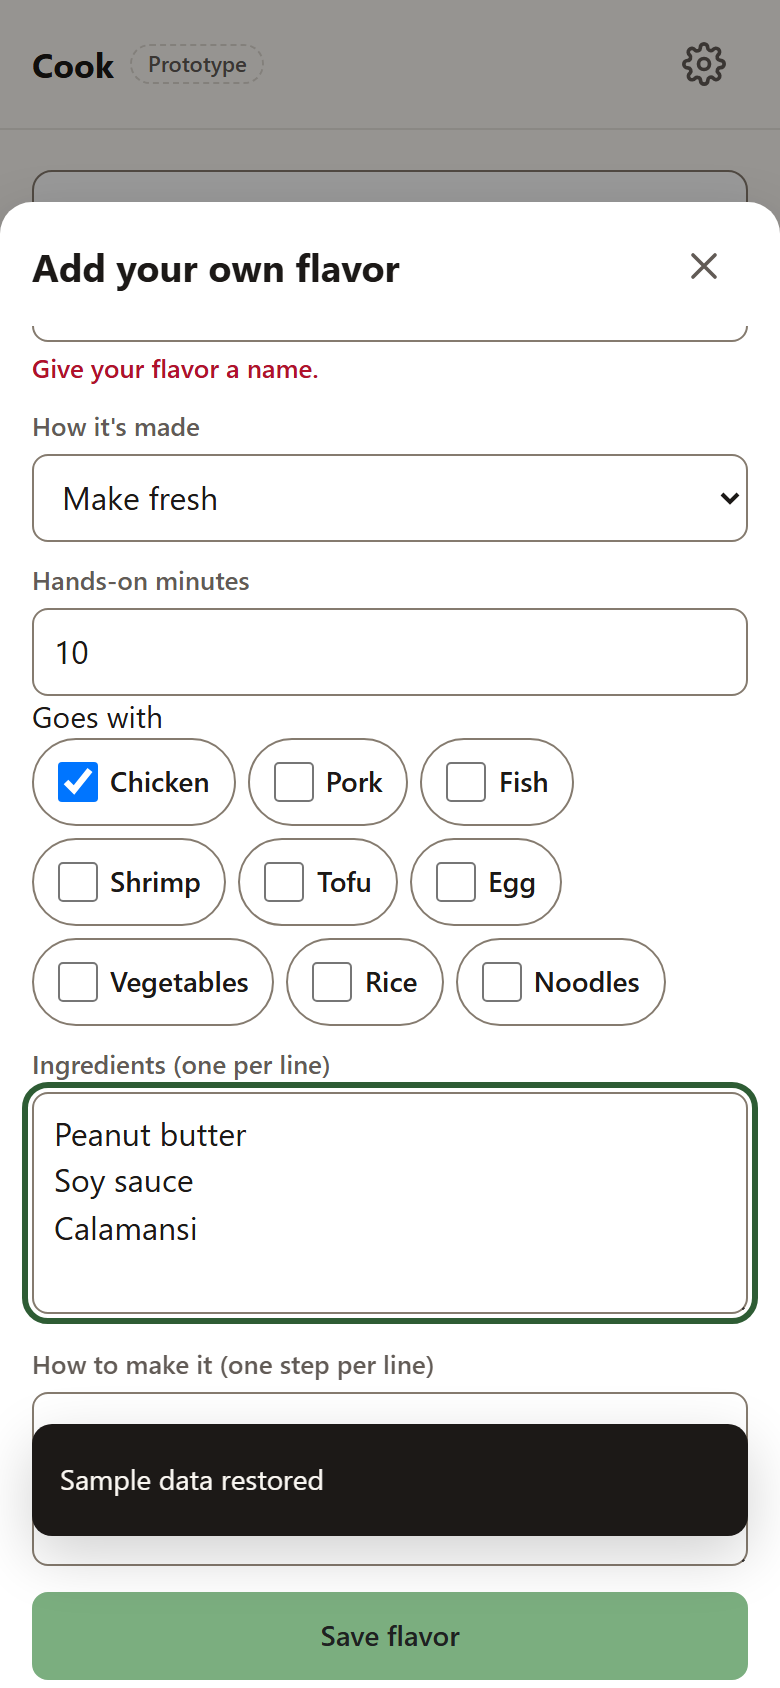 Cook
Prototype
Add your own flavor
Give your flavor a name.
How it's made
Make fresh
Hands-on minutes
10
Goes with
Chicken
Pork
Fish
Shrimp
Tofu
Egg
Vegetables
Rice
Noodles
Ingredients (one per line)
Peanut butter
Soy sauce
Calamansi
How to make it (one step per line)
Sample data restored
Save flavor